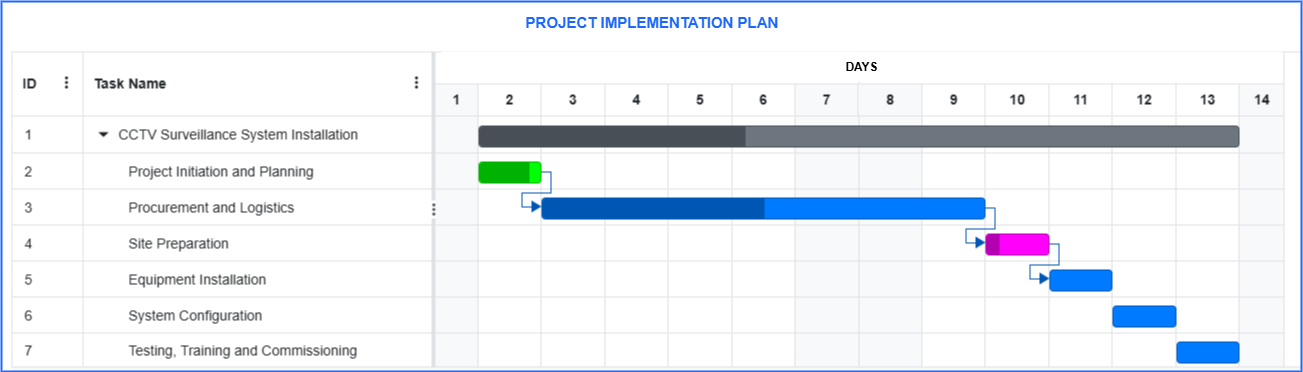 PROJECT IMPLEMENTATION PLAN
DAYS
ID Task Name
1 2 3 4 5 6 7 8 9 10 11 12 13 14
1 CCTV Surveillance System Installation
2 Project Initiation and Planning
3 Procurement and Logistics
4 Site Preparation
5 Equipment Installation
6 System Configuration
7 Testing, Training and Commissioning